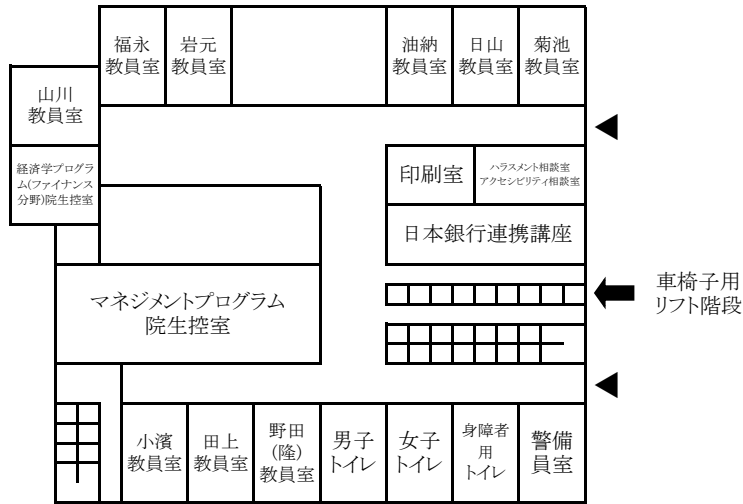 福永
教員室
岩元
教員室
油納
教員室
日山
教員室
菊池
教員室
山川
教員室
経済学プログラ
ム(ファイナンス
分野)院生控室
印刷室
ハラスメント相談室
アクセシビリティ相談室
日本銀行連携講座
マネジメントプログラム
院生控室
車椅子用
リフト階段
小濱
教員室
田上
教員室
野田
(隆)
教員室
男子
トイレ
女子
トイレ
身障者
用
トイレ
警備
員室